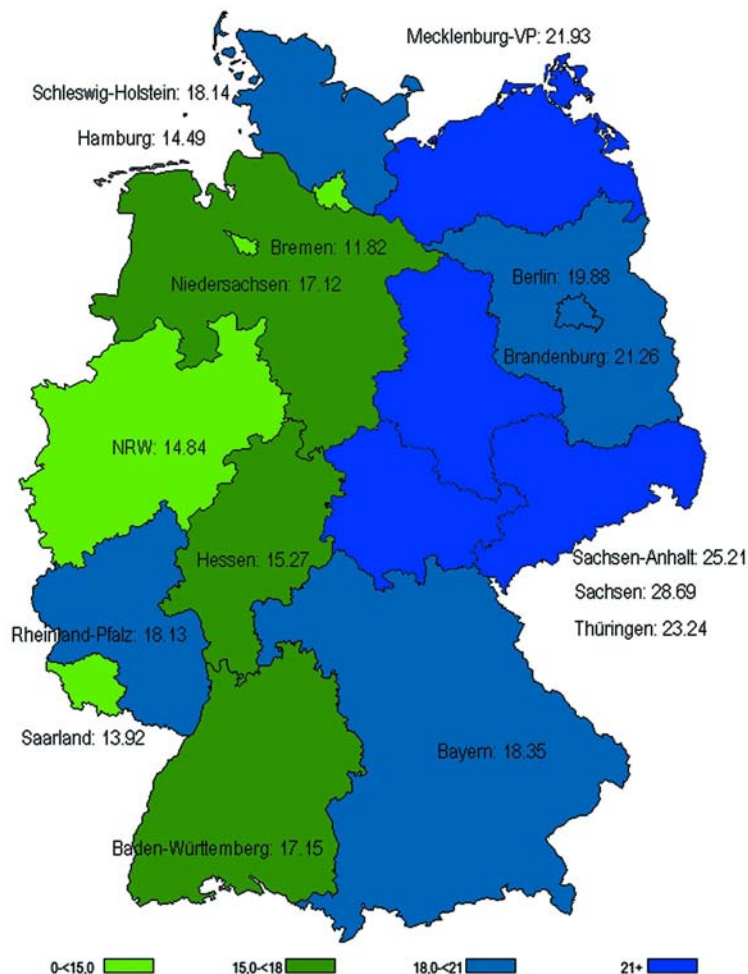 Mecklenburg-VP: 21.93
Schleswig-Holstein: 18.14
Hamburg: 14.49
Bremen: 11.82
Niedersachsen: 17.12
Berlin: 19.88
Brandenburg: 21.26
NRW: 14.84
Hessen: 15.27
Sachsen-Anhalt: 25.21
Sachsen: 28.69
Thüringen: 23.24
Rheinland-Pfalz: 18.13
Saarland: 13.92
Bayern: 18.35
Baden-Württemberg: 17.15
0-<15,0 15,0-<18 18,0-<21 21+